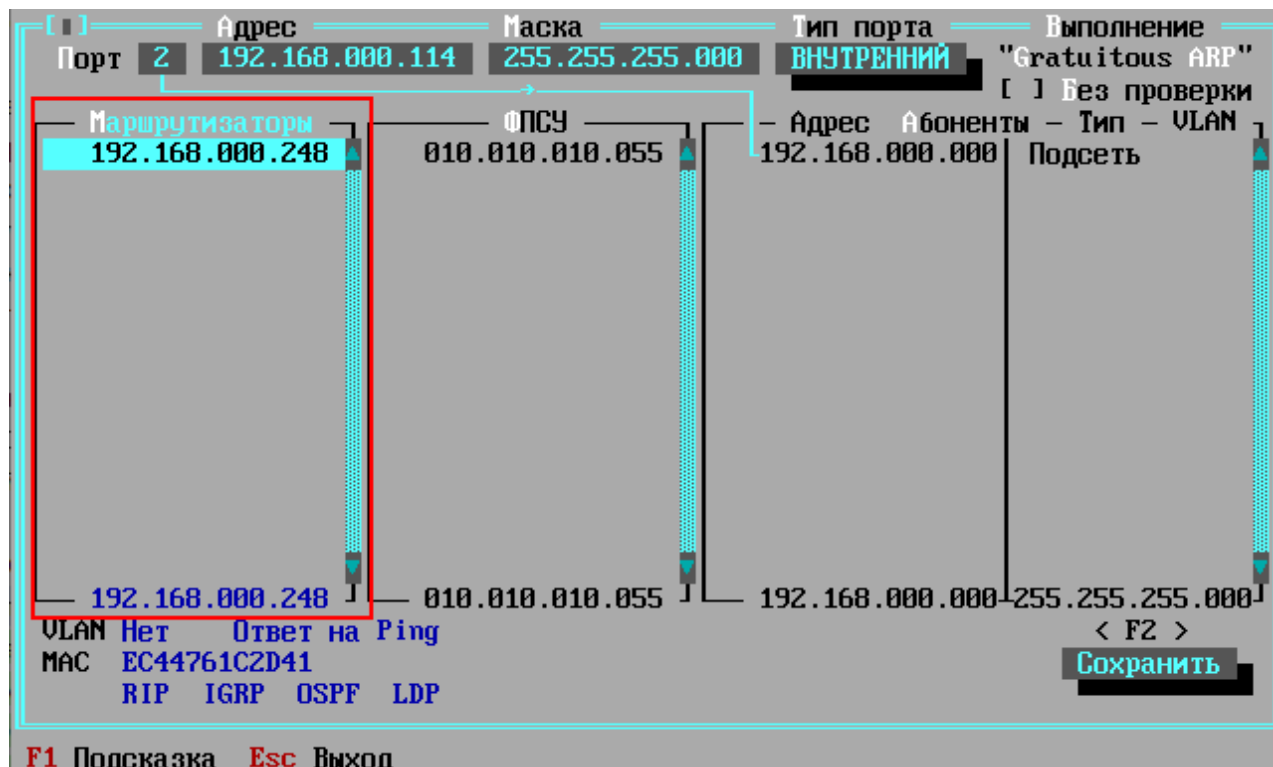 [ ] Адрес Маска Тип порта Выполнение
Порт 2 192.168.000.114 255.255.255.000 ВНУТРЕННИЙ "Gratuitous ARP"
[ ] Без проверки
Маршрутизаторы ФПСУ Адрес Абоненты — Тип — VLAN
192.168.000.248 010.010.010.055 192.168.000.000 Подсеть
192.168.000.248 010.010.010.055 192.168.000.000 255.255.255.000
VLAN Нет Ответ на Ping < F2 >
MAC EC44761C2D41 Сохранить
RIP IGRP OSPF LDP
F1 Подсказка Esc Выход